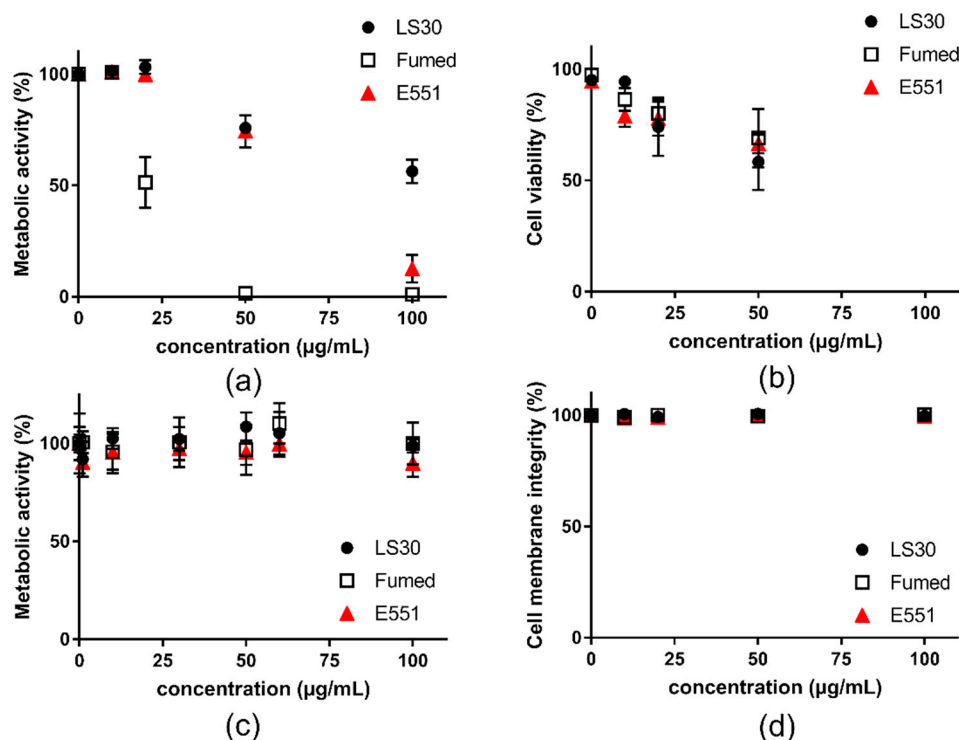 LS30
Fumed
E551
Metabolic activity (%)
100
50
0
0 25 50 75 100
concentration (µg/mL)
(a)
LS30
Fumed
E551
Cell viability (%)
100
50
0
0 25 50 75 100
concentration (µg/mL)
(b)
Metabolic activity (%)
100
50
0
LS30
Fumed
E551
0 25 50 75 100
concentration (µg/mL)
(c)
Cell membrane integrity (%)
100
50
0
LS30
Fumed
E551
0 25 50 75 100
concentration (µg/mL)
(d)